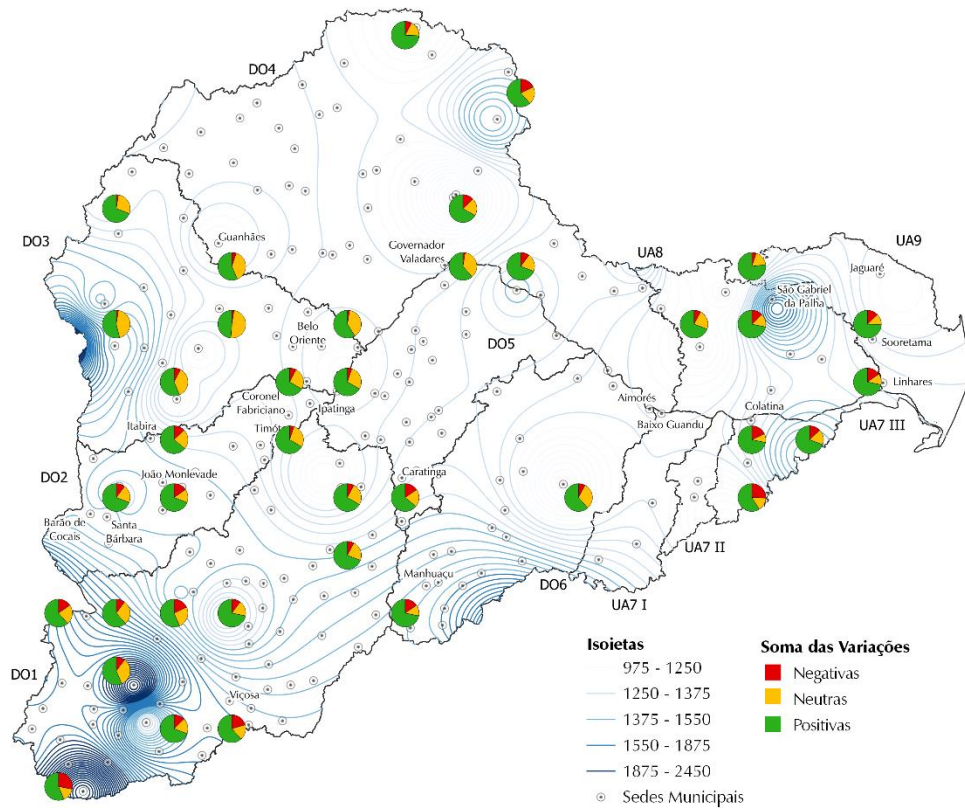 DO4
DO3
Guanhães
Governador
Valadares
UA8
UA9
Jaguaré
São Gabriel
da Palha
Belo
Oriente
DO5
Sooretama
Coronel
Fabriciano
Ipatinga
Aimorés
Linhares
Itabira
Timóteo
Baixo Guandu
Colatina
UA7 III
DO2
João Monlevade
Caratinga
Barão de
Cocais
Santa
Bárbara
UA7 II
Manhuaçu
DO6
UA7 I
DO1
Viçosa
Isoietas
975 - 1250
1250 - 1375
1375 - 1550
1550 - 1875
1875 - 2450
Sedes Municipais
Soma das Variações
Negativas
Neutras
Positivas